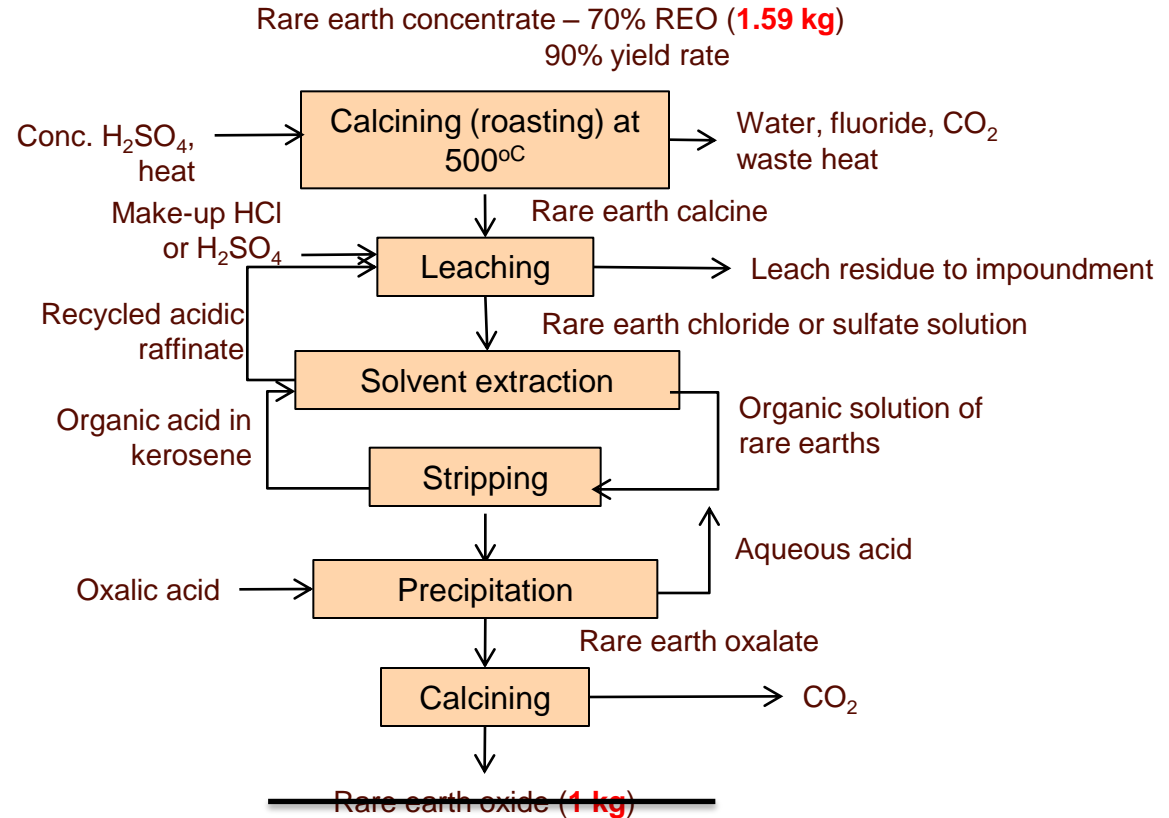 Rare earth concentrate – 70% REO (1.59 kg)
90% yield rate
Conc. H₂SO₄,
heat
Calcining (roasting) at
500ºC
Water, fluoride, CO₂
waste heat
Rare earth calcine
Make-up HCl
or H₂SO₄
Leaching
Leach residue to impoundment
Recycled acidic
raffinate
Rare earth chloride or sulfate solution
Solvent extraction
Organic acid in
kerosene
Organic solution of
rare earths
Stripping
Aqueous acid
Oxalic acid
Precipitation
Rare earth oxalate
Calcining
CO₂
Rare earth oxide (1 kg)